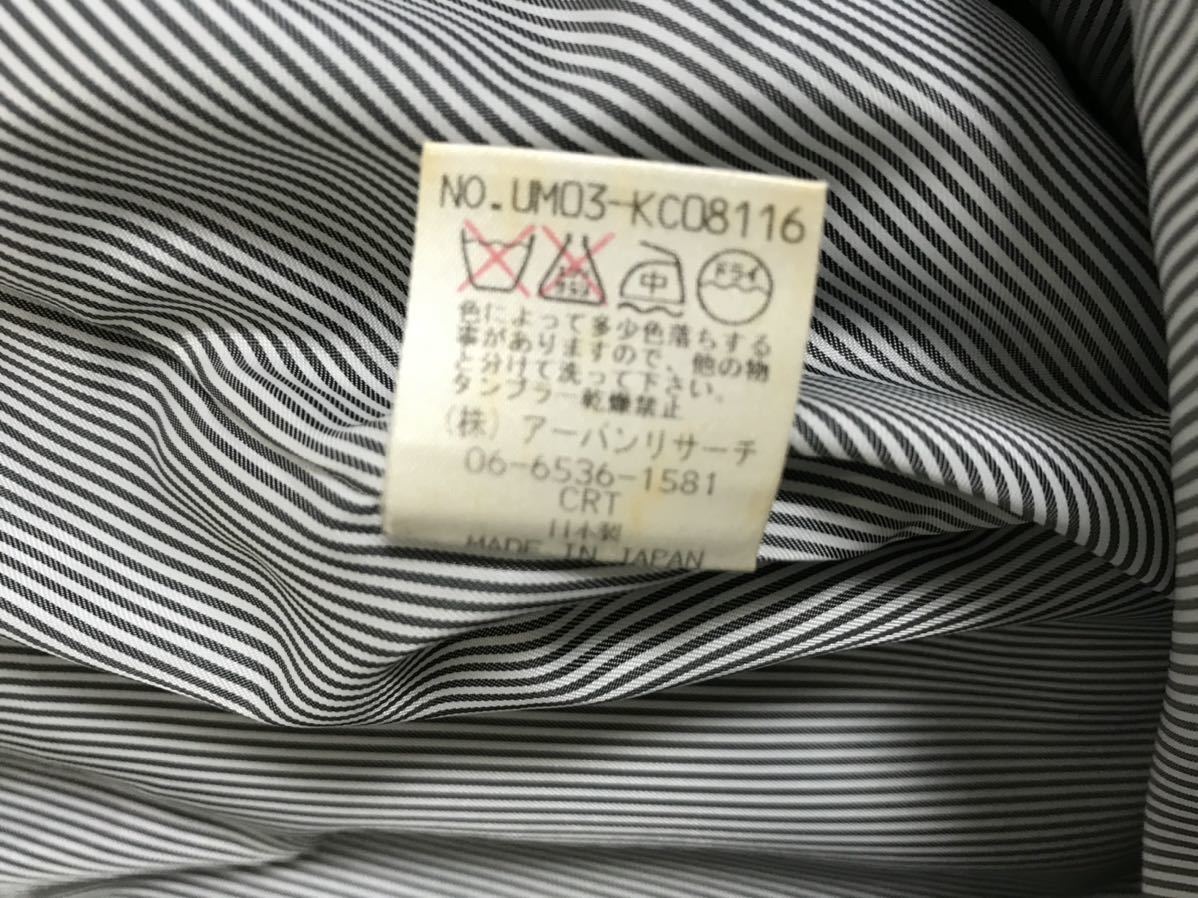 NO.UM03-KC08116
中 ドライ
色によって多少色落ちする
事がありますので、他の物
と分けて洗って下さい。
タンブラー乾燥禁止
(株) アーバンリサーチ
06-6536-1581
CRT
日本製
MADE IN JAPAN